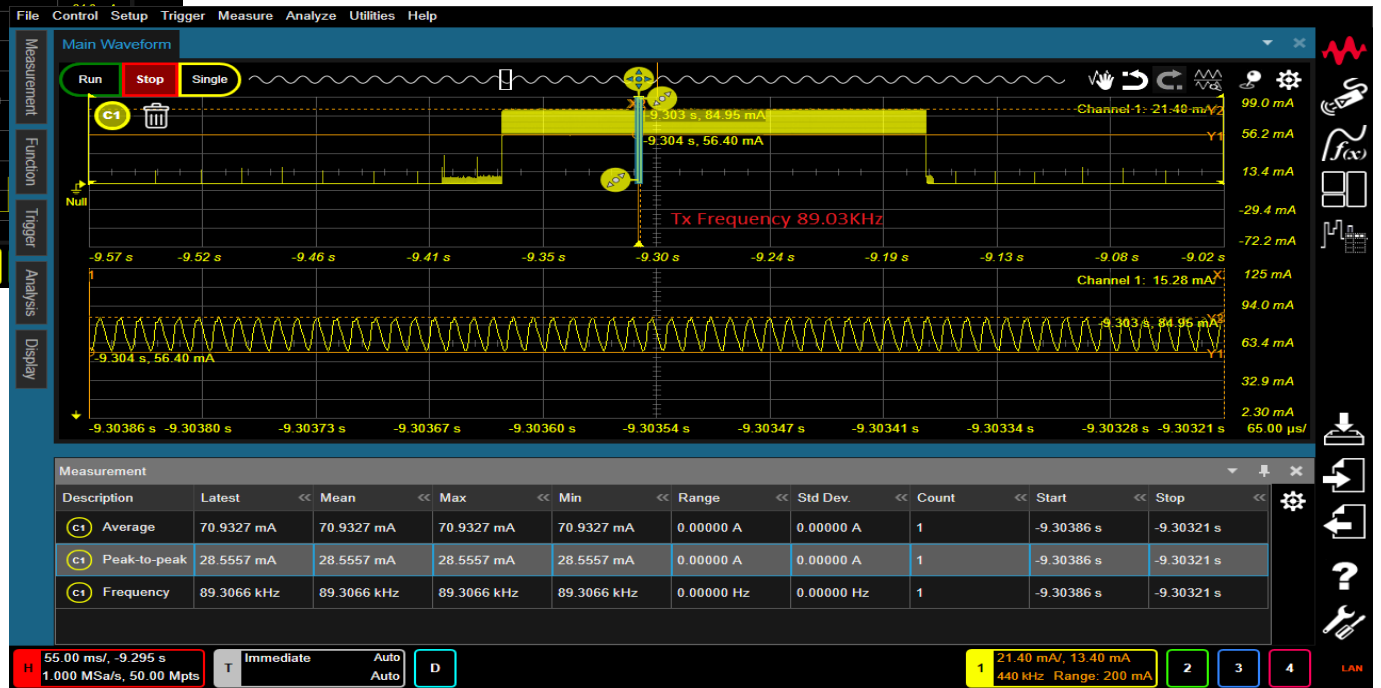 File Control Setup Trigger Measure Analyze Utilities Help
Main Waveform
Measurement
Function
Trigger
Analysis
Display
Run Stop Single
C1
Channel 1: 21.40 mA/
-9.303 s, 84.95 mA
-9.304 s, 56.40 mA
Y2
Y1
99.0 mA
56.2 mA
13.4 mA
-29.4 mA
-72.2 mA
Null
Tx Frequency 89.03KHz
-9.57 s -9.52 s -9.46 s -9.41 s -9.35 s -9.30 s -9.24 s -9.19 s -9.13 s -9.08 s -9.02 s
Channel 1: 15.28 mA/
125 mA
94.0 mA
63.4 mA
32.9 mA
2.30 mA
-9.303 s, 84.95 mA
-9.304 s, 56.40 mA
Y1
-9.30386 s -9.30380 s -9.30373 s -9.30367 s -9.30360 s -9.30354 s -9.30347 s -9.30341 s -9.30334 s -9.30328 s -9.30321 s 65.00 µs/
Measurement
Description Latest Mean Max Min Range Std Dev. Count Start Stop
C1 Average 70.9327 mA 70.9327 mA 70.9327 mA 70.9327 mA 0.00000 A 0.00000 A 1 -9.30386 s -9.30321 s
C1 Peak-to-peak 28.5557 mA 28.5557 mA 28.5557 mA 28.5557 mA 0.00000 A 0.00000 A 1 -9.30386 s -9.30321 s
C1 Frequency 89.3066 kHz 89.3066 kHz 89.3066 kHz 89.3066 kHz 0.00000 Hz 0.00000 Hz 1 -9.30386 s -9.30321 s
H 55.00 ms/, -9.295 s
1.000 MSa/s, 50.00 Mpts
T Immediate Auto
Auto
D
1 21.40 mA/, 13.40 mA
440 kHz Range: 200 mA
2 3 4 LAN
f(x)